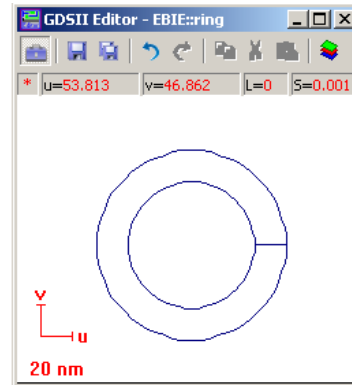 GDSII Editor - EBIE::ring
* u=53.813 v=46.862 L=0 S=0.001
v
u
20 nm